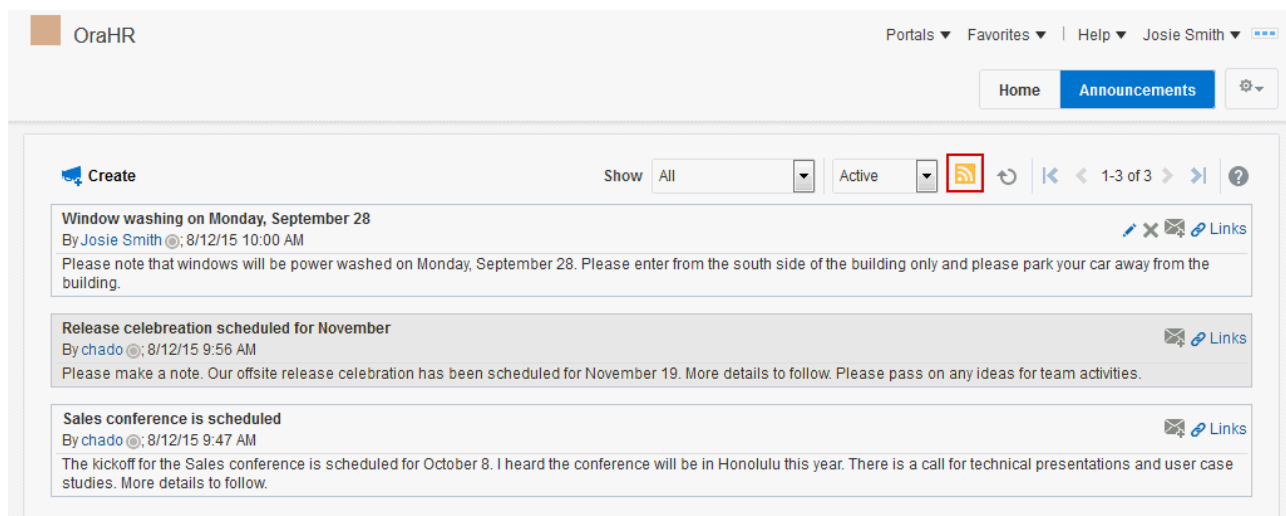 OraHR
Portals Favorites | Help Josie Smith
Home Announcements
Create Show All Active 1-3 of 3
Window washing on Monday, September 28
By Josie Smith ; 8/12/15 10:00 AM
Links
Please note that windows will be power washed on Monday, September 28. Please enter from the south side of the building only and please park your car away from the
building.
Release celebreation scheduled for November
By chado ; 8/12/15 9:56 AM
Links
Please make a note. Our offsite release celebration has been scheduled for November 19. More details to follow. Please pass on any ideas for team activities.
Sales conference is scheduled
By chado ; 8/12/15 9:47 AM
Links
The kickoff for the Sales conference is scheduled for October 8. I heard the conference will be in Honolulu this year. There is a call for technical presentations and user case
studies. More details to follow.